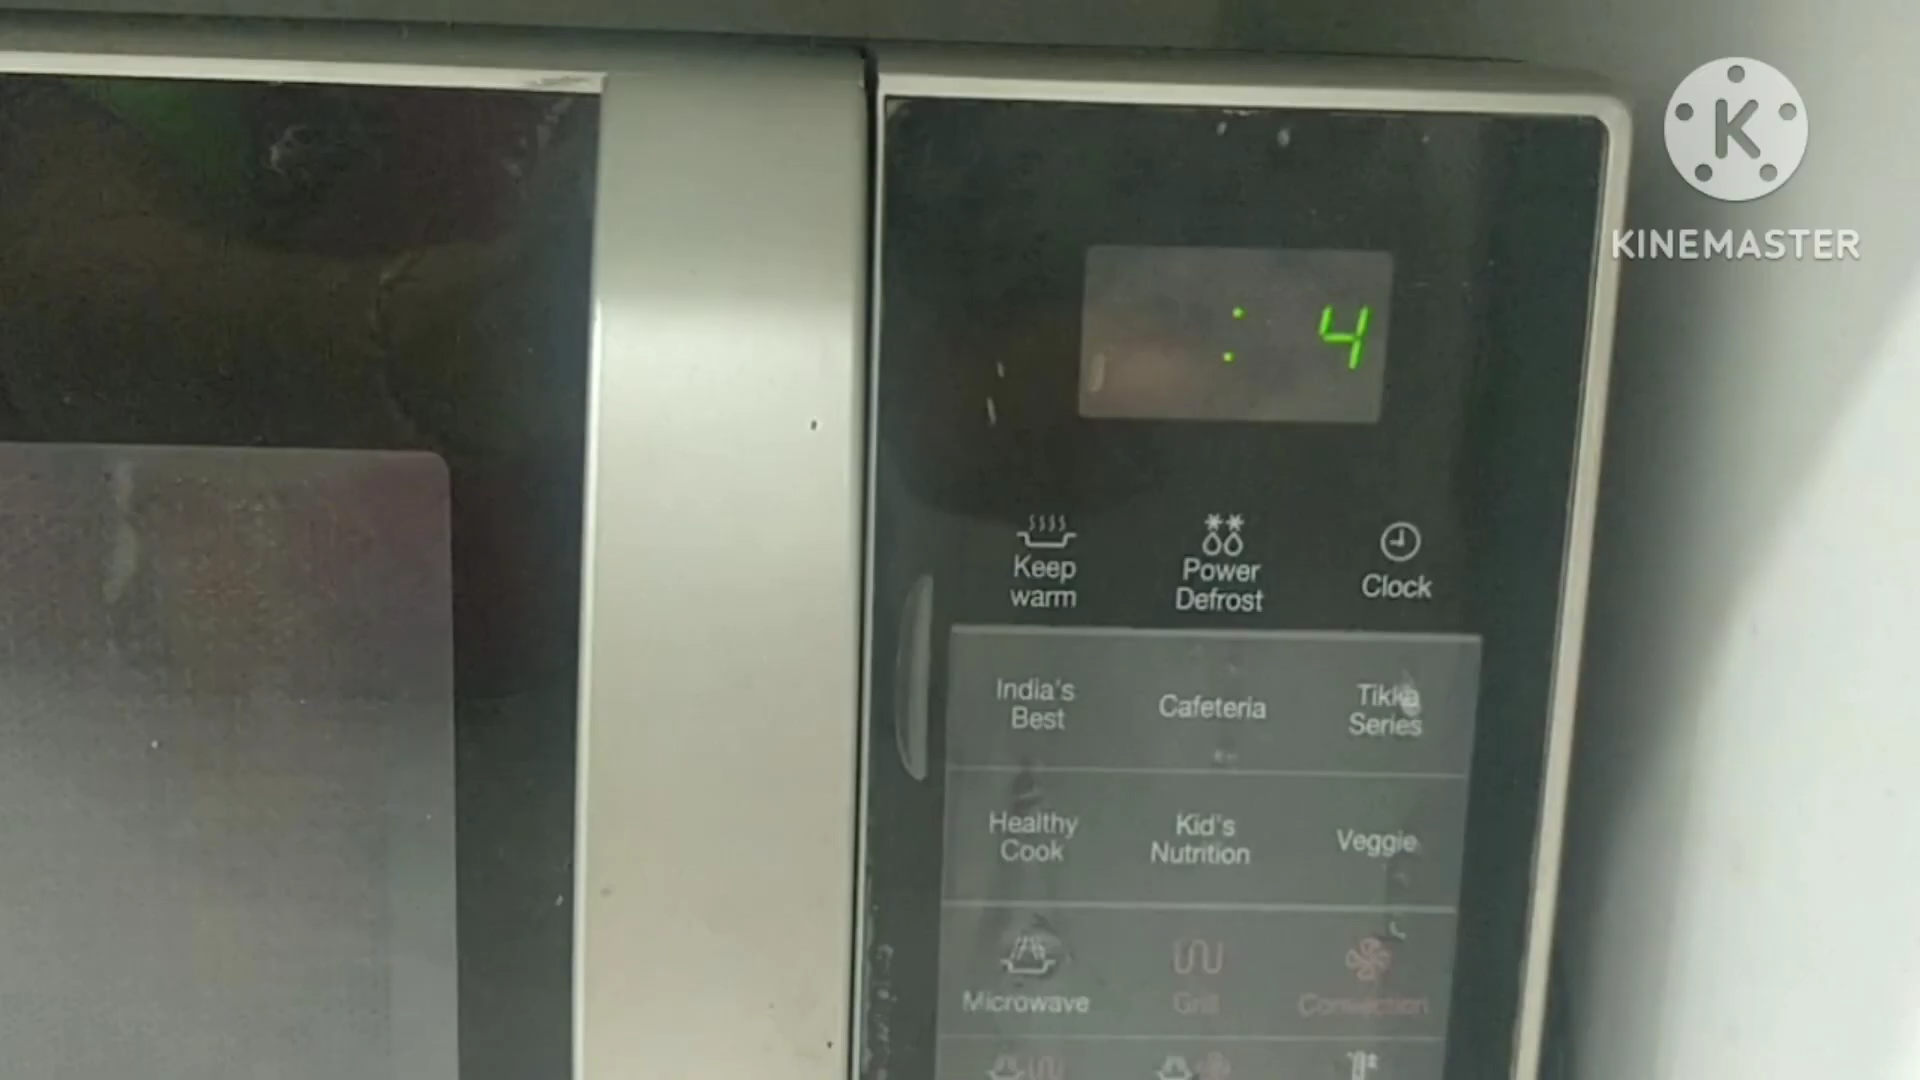 K
KINEMASTER
: 4
Keep
warm
Power
Defrost
Clock
India's
Best
Cafeteria
Tikka
Series
Healthy
Cook
Kid's
Nutrition
Veggie
Microwave
Grill
Convection